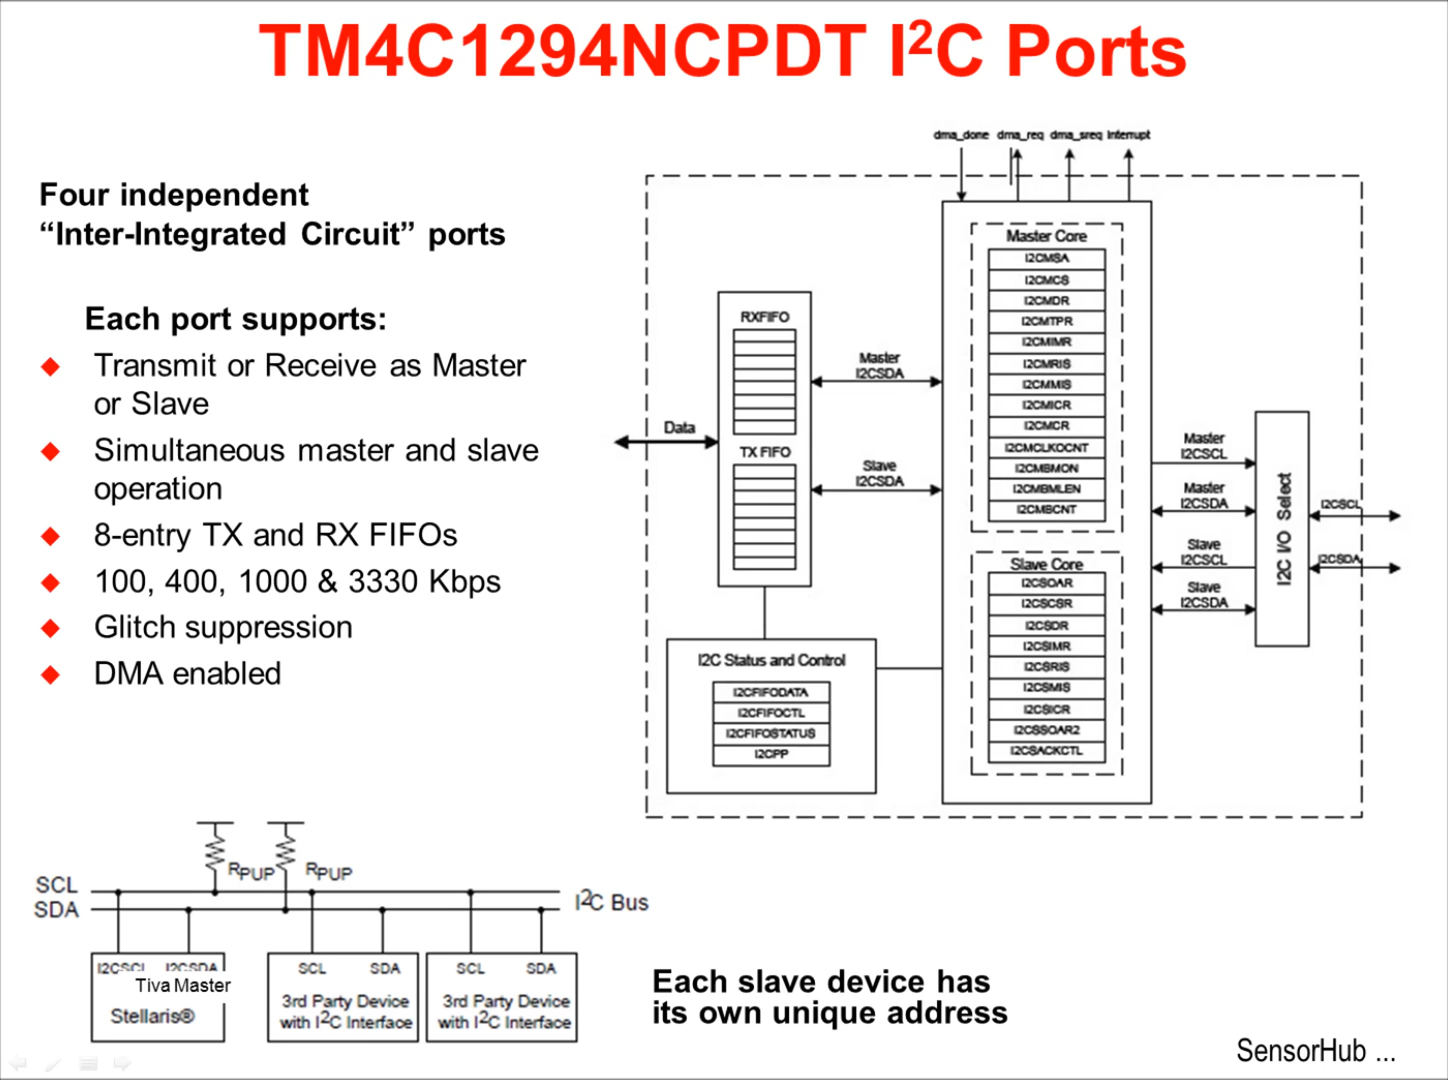 TM4C1294NCPDT I²C Ports
Four independent
“Inter-Integrated Circuit” ports
Each port supports:
Transmit or Receive as Master
or Slave
Simultaneous master and slave
operation
8-entry TX and RX FIFOs
100, 400, 1000 & 3330 Kbps
Glitch suppression
DMA enabled
dma_done dma_req dma_sreq Interrupt
Data
RXFIFO
TX FIFO
Master
I2CSDA
Slave
I2CSDA
I2C Status and Control
I2CFIFODATA
I2CFIFOCTL
I2CFIFOSTATUS
I2CPP
Master Core
I2CMSA
I2CMCS
I2CMDR
I2CMTPR
I2CMIMR
I2CMRIS
I2CMMIS
I2CMICR
I2CMCR
I2CMCLKOCNT
I2CMBMON
I2CMBMLEN
I2CMBCNT
Slave Core
I2CSOAR
I2CSCSR
I2CSDR
I2CSIMR
I2CSRIS
I2CSMIS
I2CSICR
I2CSSOAR2
I2CSACKCTL
Master
I2CSCL
Master
I2CSDA
Slave
I2CSCL
Slave
I2CSDA
I2C I/O Select
I2CSCL
I2CSDA
RPUP RPUP
SCL
SDA
I²C Bus
I2CSCL I2CSDA
Tiva Master
Stellaris®
SCL SDA
3rd Party Device
with I²C Interface
SCL SDA
3rd Party Device
with I²C Interface
Each slave device has
its own unique address
SensorHub ...